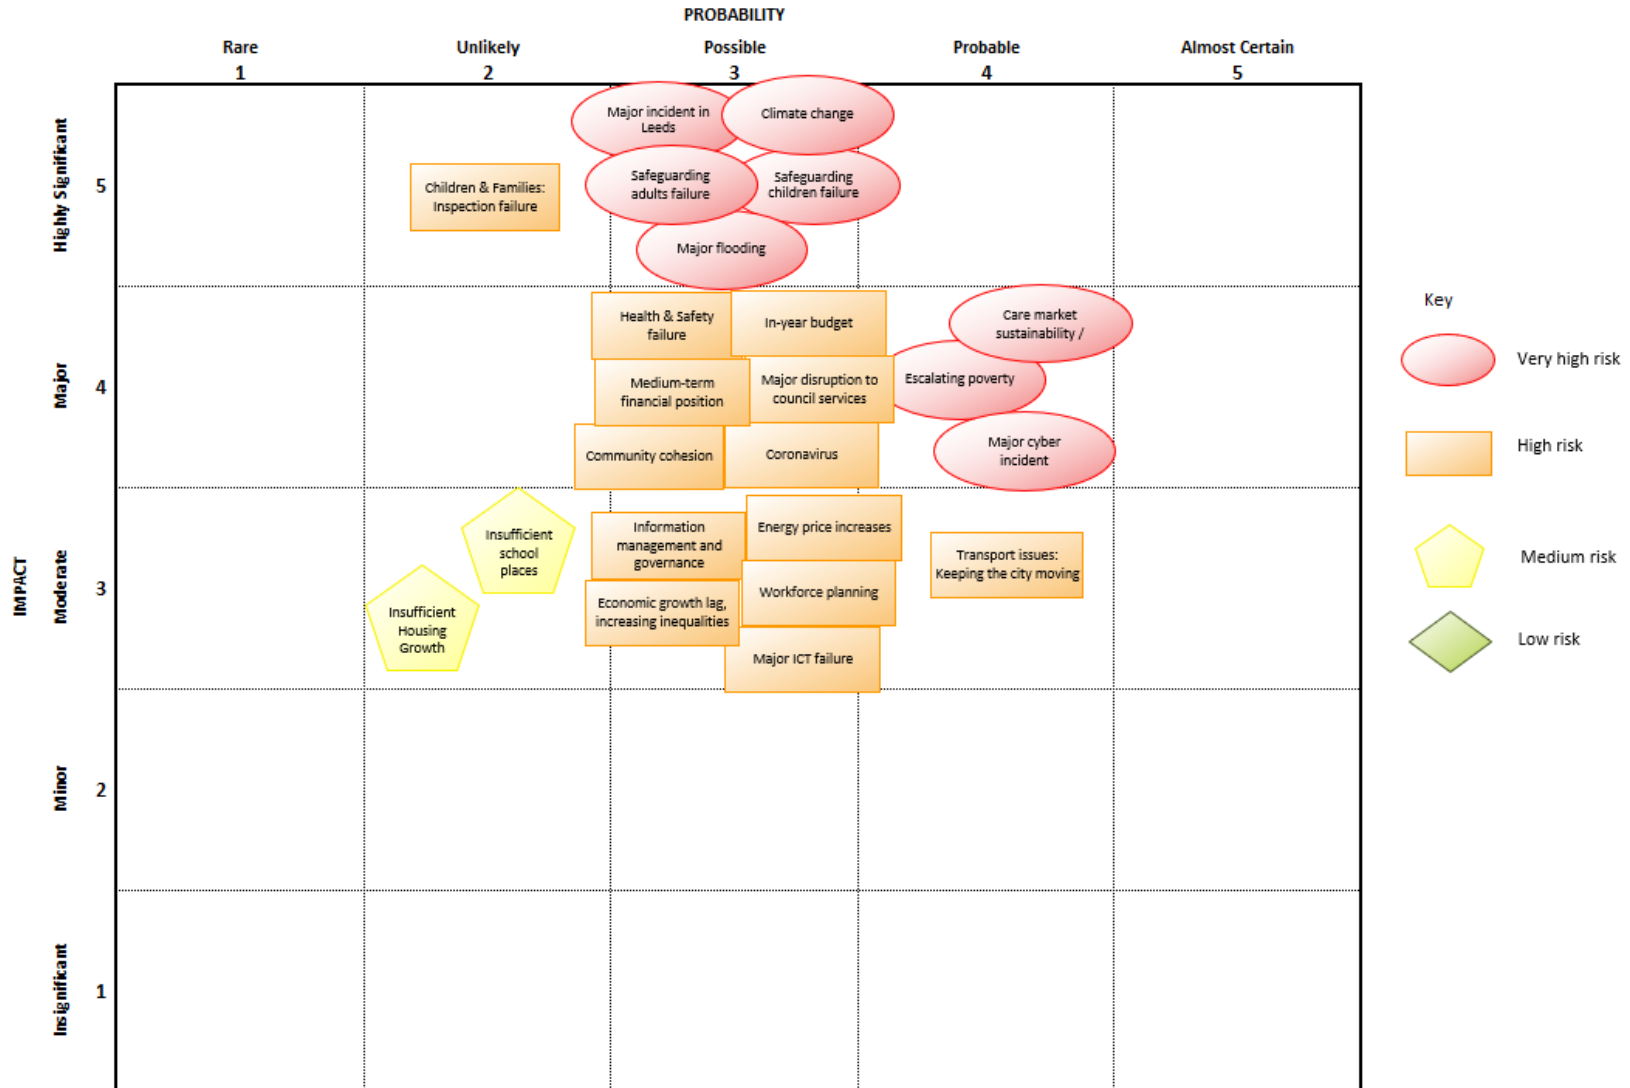 PROBABILITY
Rare
Unlikely
Possible
Probable
Almost Certain
1
2
3
4
5
IMPACT
Highly Significant
5
Children & Families:
Inspection failure
Major incident in
Leeds
Climate change
Safeguarding
adults failure
Safeguarding
children failure
Major flooding
Major
4
Health & Safety
failure
In-year budget
Medium-term
financial position
Major disruption to
council services
Community cohesion
Coronavirus
Care market
sustainability /
Escalating poverty
Major cyber
incident
Moderate
3
Insufficient
school
places
Insufficient
Housing
Growth
Information
management and
governance
Energy price increases
Economic growth lag,
increasing inequalities
Workforce planning
Major ICT failure
Transport issues:
Keeping the city moving
Minor
2
Insignificant
1
Key
Very high risk
High risk
Medium risk
Low risk